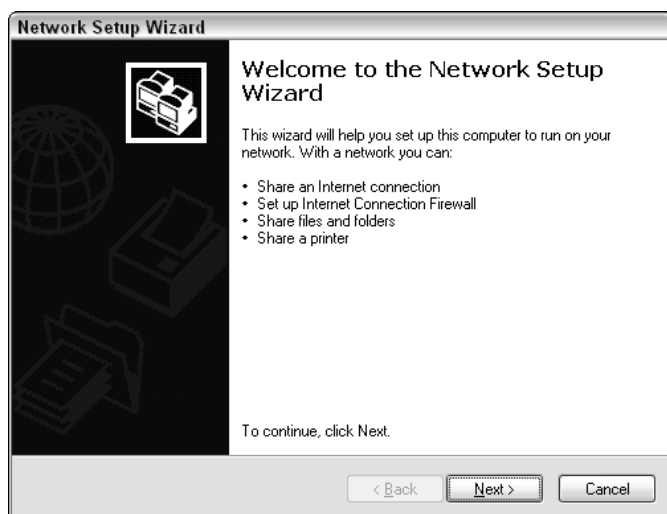 Network Setup Wizard
Welcome to the Network Setup
Wizard
This wizard will help you set up this computer to run on your
network. With a network you can:
• Share an Internet connection
• Set up Internet Connection Firewall
• Share files and folders
• Share a printer
To continue, click Next.
< Back
Next >
Cancel